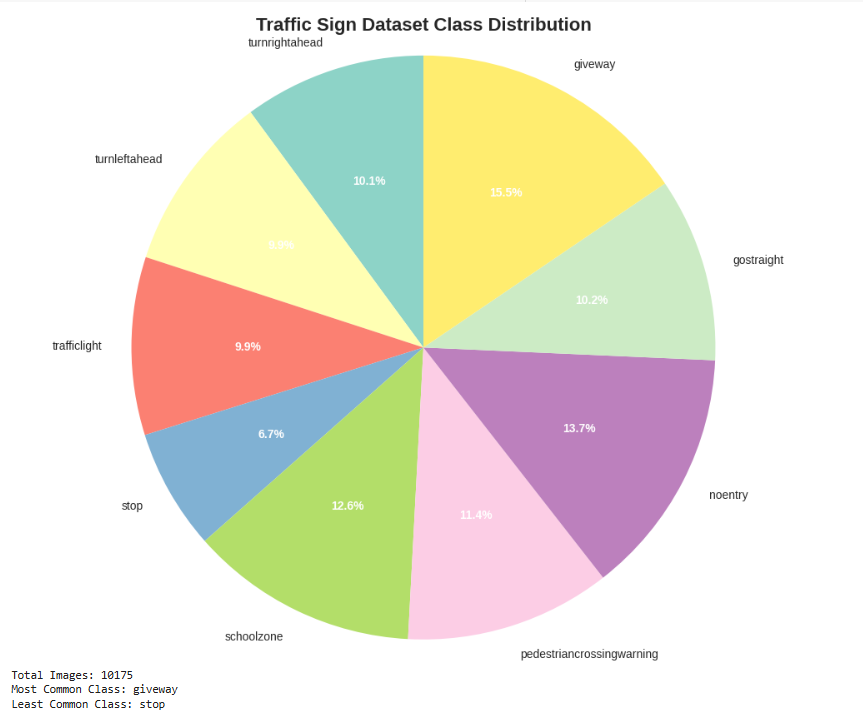 Traffic Sign Dataset Class Distribution
turnrightahead
giveway
turnleftahead
10.1%
15.5%
9.9%
gostraight
10.2%
trafficlight
9.9%
13.7%
6.7%
noentry
stop
12.6%
11.4%
schoolzone
pedestriancrossingwarning
Total Images: 10175
Most Common Class: giveway
Least Common Class: stop